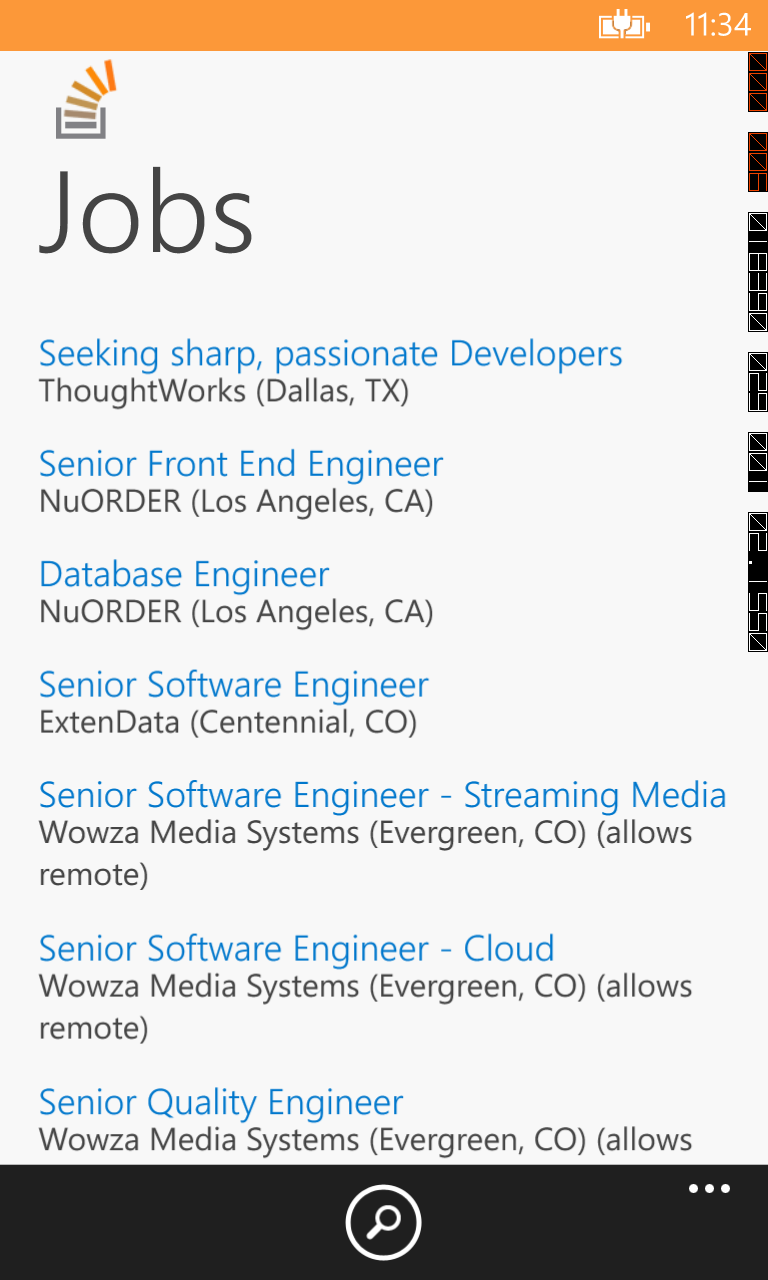 11:34
Jobs
Seeking sharp, passionate Developers
ThoughtWorks (Dallas, TX)
Senior Front End Engineer
NuORDER (Los Angeles, CA)
Database Engineer
NuORDER (Los Angeles, CA)
Senior Software Engineer
ExtenData (Centennial, CO)
Senior Software Engineer - Streaming Media
Wowza Media Systems (Evergreen, CO) (allows
remote)
Senior Software Engineer - Cloud
Wowza Media Systems (Evergreen, CO) (allows
remote)
Senior Quality Engineer
Wowza Media Systems (Evergreen, CO) (allows